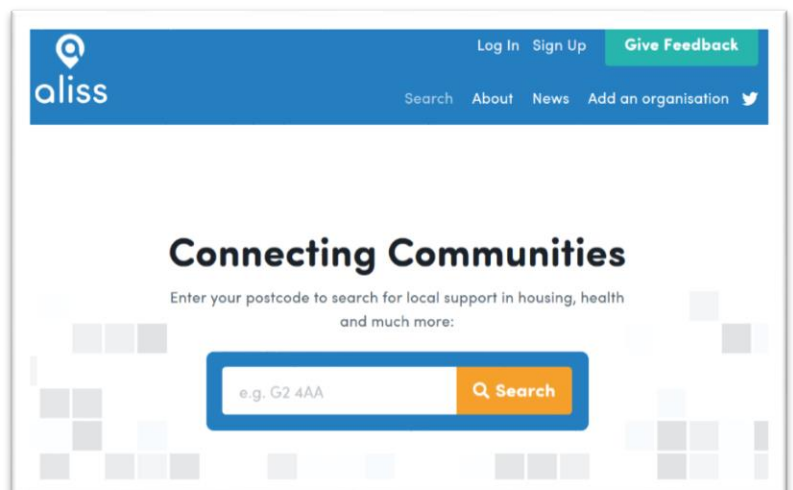 Log In Sign Up Give Feedback
aliss
Search About News Add an organisation
Connecting Communities
Enter your postcode to search for local support in housing, health
and much more:
e.g. G2 4AA Search